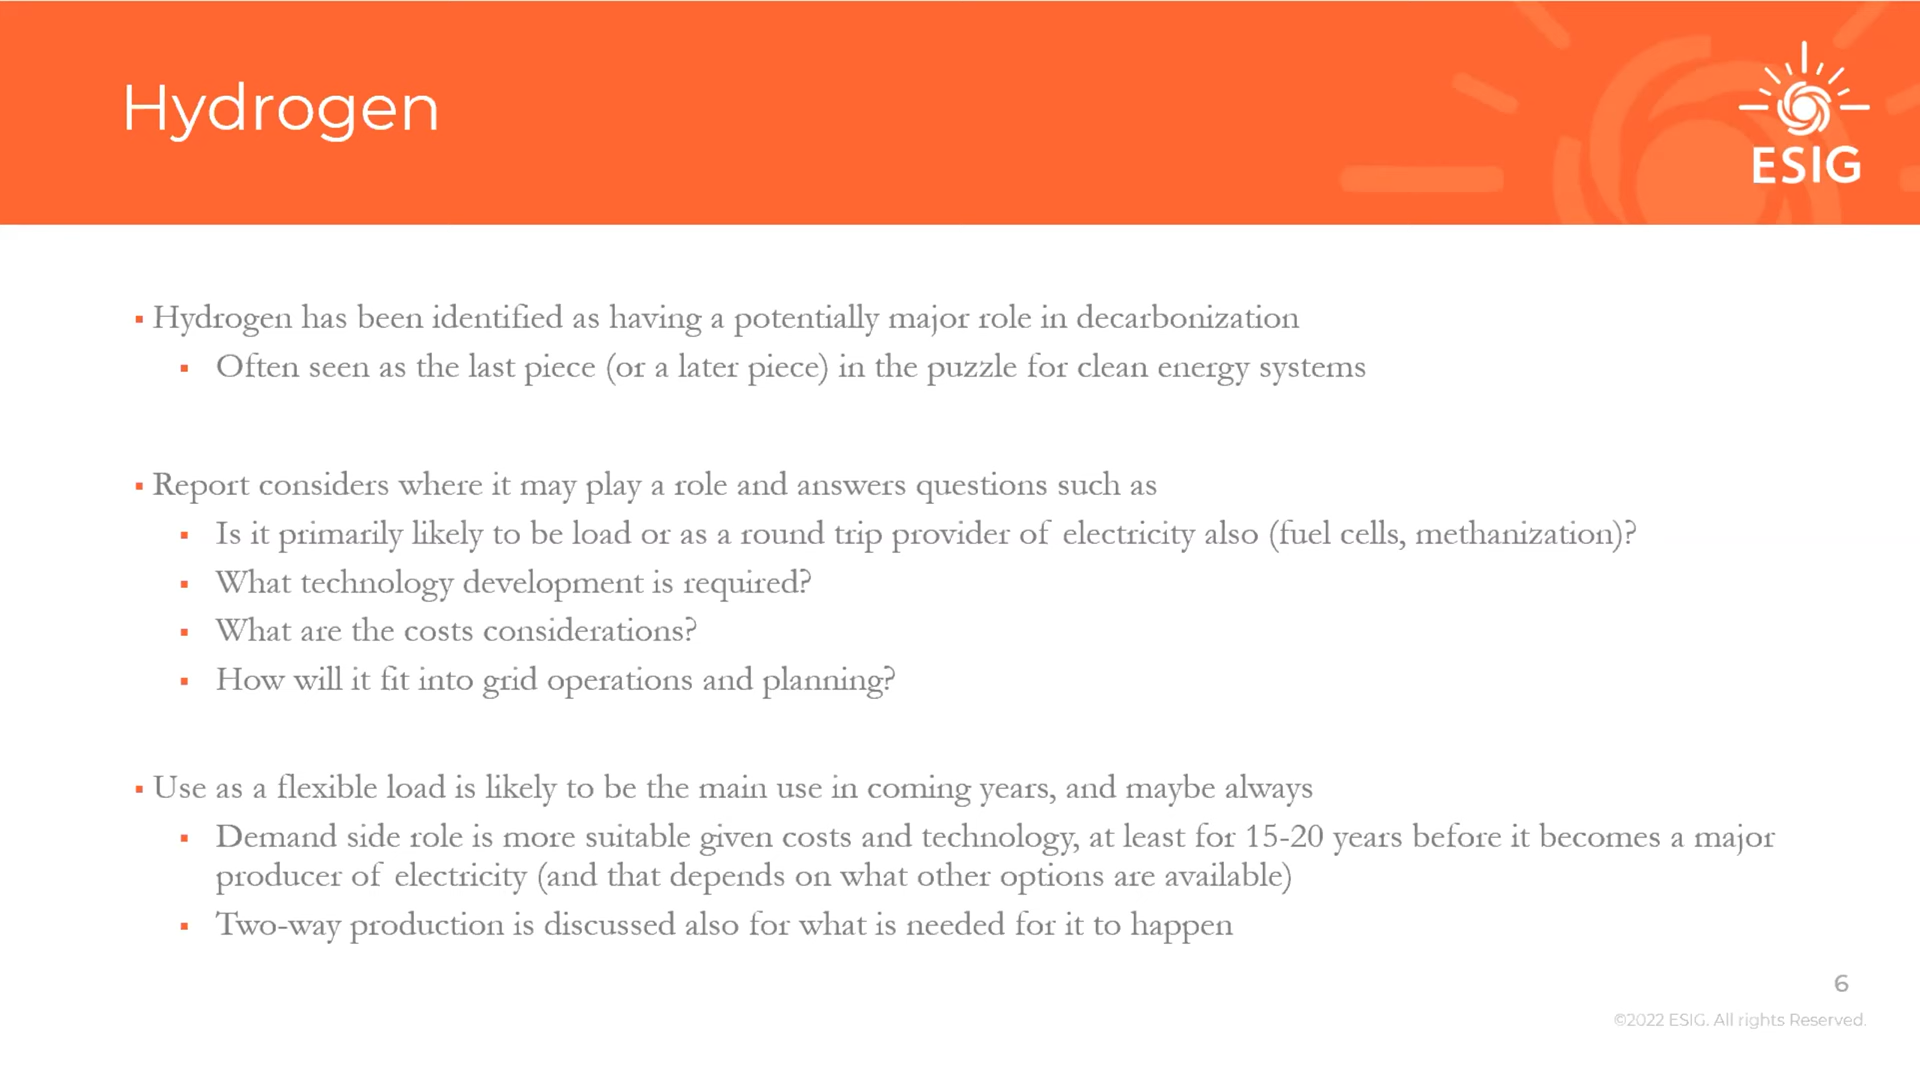 Hydrogen
ESIG
Hydrogen has been identified as having a potentially major role in decarbonization
Often seen as the last piece (or a later piece) in the puzzle for clean energy systems
Report considers where it may play a role and answers questions such as
Is it primarily likely to be load or as a round trip provider of electricity also (fuel cells, methanization)?
What technology development is required?
What are the costs considerations?
How will it fit into grid operations and planning?
Use as a flexible load is likely to be the main use in coming years, and maybe always
Demand side role is more suitable given costs and technology, at least for 15-20 years before it becomes a major
producer of electricity (and that depends on what other options are available)
Two-way production is discussed also for what is needed for it to happen
6
©2022 ESIG. All rights Reserved.